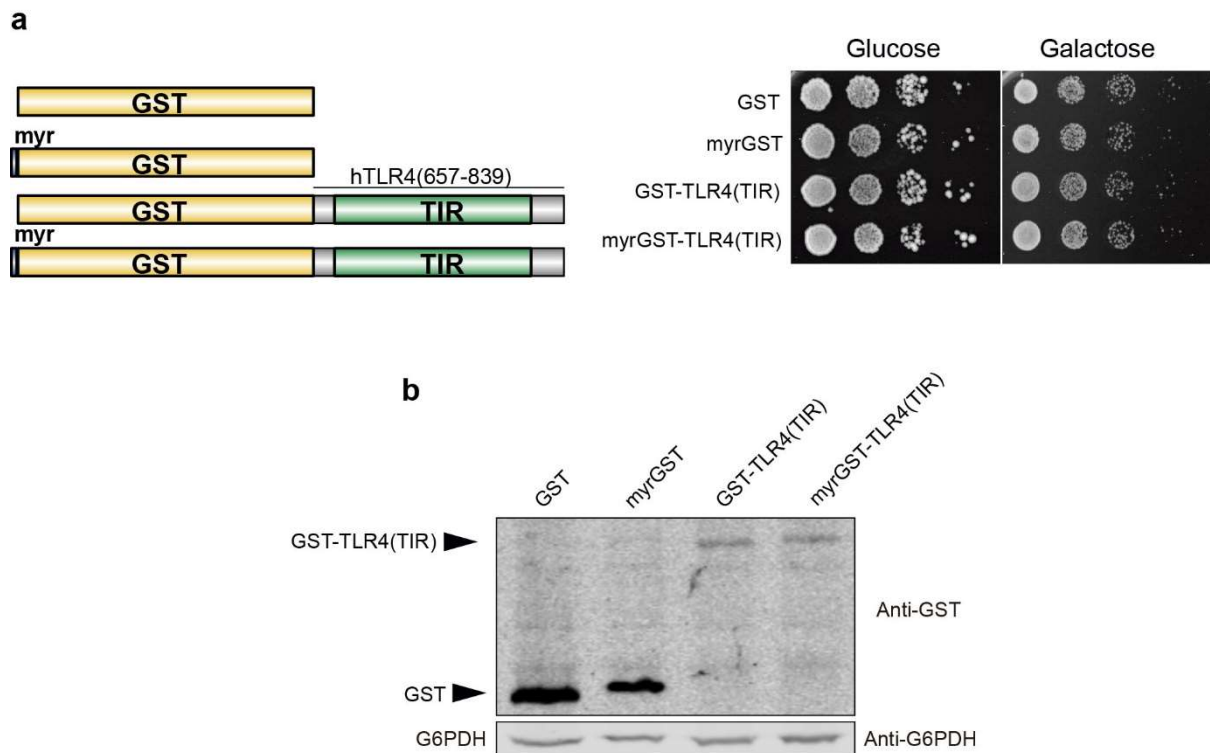 a
GST
myr
GST
hTLR4(657-839)
GST
TIR
myr
GST
TIR
Glucose
Galactose
GST
myrGST
GST-TLR4(TIR)
myrGST-TLR4(TIR)
b
GST
myrGST
GST-TLR4(TIR)
myrGST-TLR4(TIR)
GST-TLR4(TIR)
Anti-GST
GST
G6PDH
Anti-G6PDH